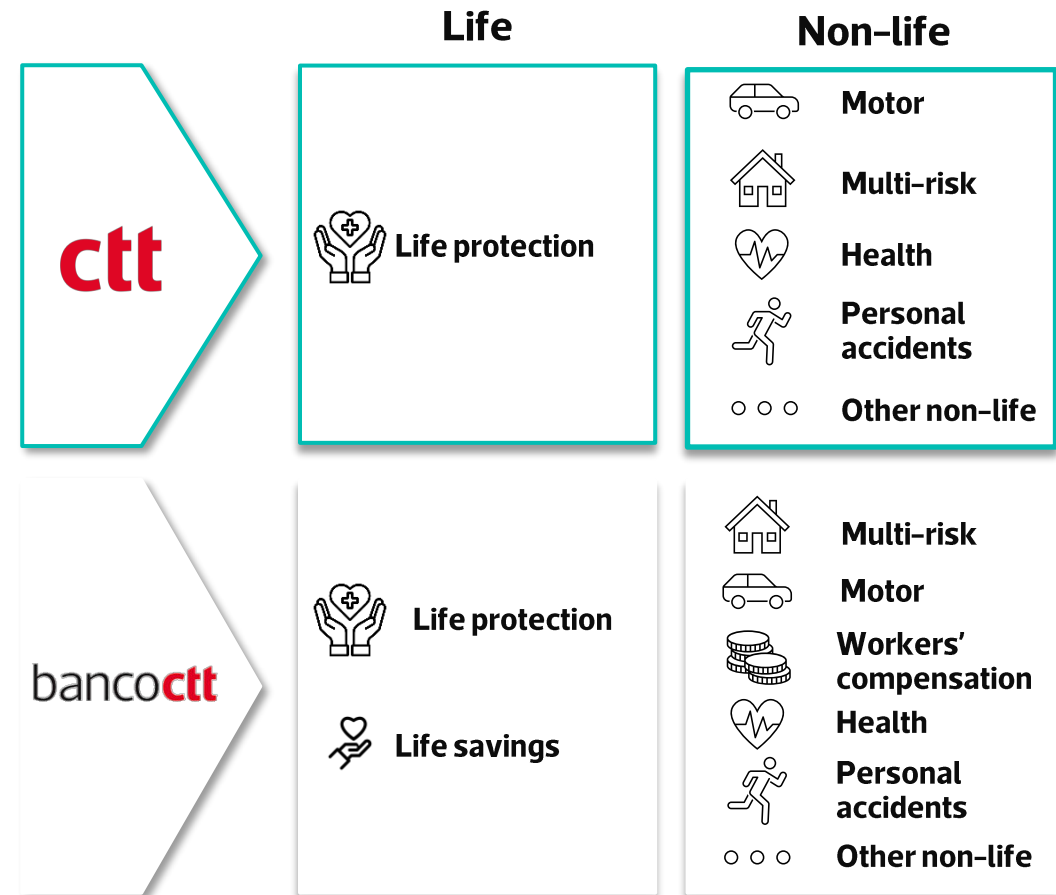 Life
Non-life
ctt
Life protection
Motor
Multi-risk
Health
Personal
accidents
Other non-life
bancoctt
Life protection
Life savings
Multi-risk
Motor
Workers’
compensation
Health
Personal
accidents
Other non-life